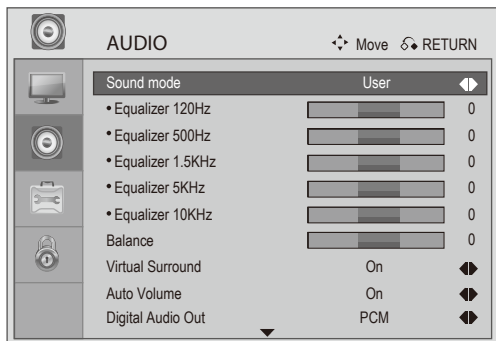 AUDIO Move RETURN
Sound mode User
• Equalizer 120Hz 0
• Equalizer 500Hz 0
• Equalizer 1.5KHz 0
• Equalizer 5KHz 0
• Equalizer 10KHz 0
Balance 0
Virtual Surround On
Auto Volume On
Digital Audio Out PCM